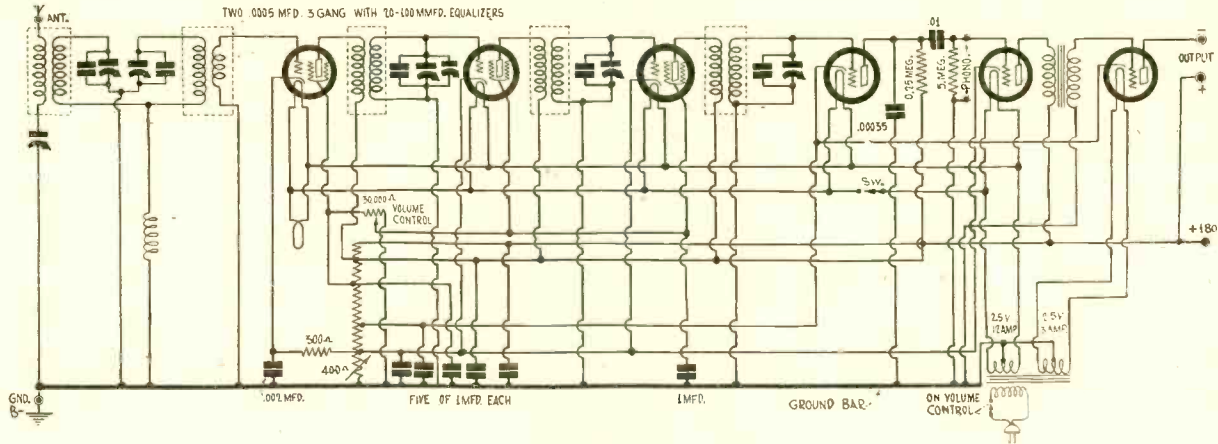 TWO .0005 MFD. 3 GANG WITH 20-100 MMFD. EQUALIZERS
ANT.
.01
0.25 MEG.
5. MEG.
PHONO.
OUTPUT
+
.00035
SW.
30,000 Ω
VOLUME
CONTROL
+180
2.5 V.
12 AMP.
2.5 V.
3 AMP.
500 Ω
400 Ω
GND.
B-
.002 MFD.
FIVE OF 1 MFD. EACH
1 MFD.
GROUND BAR
ON VOLUME
CONTROL